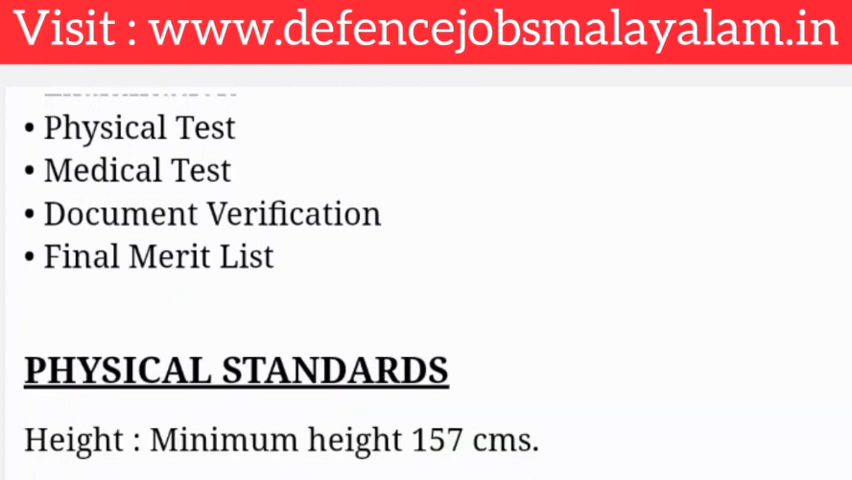 Visit : www.defencejobsmalayalam.in
• Physical Test
• Medical Test
• Document Verification
• Final Merit List
PHYSICAL STANDARDS
Height : Minimum height 157 cms.